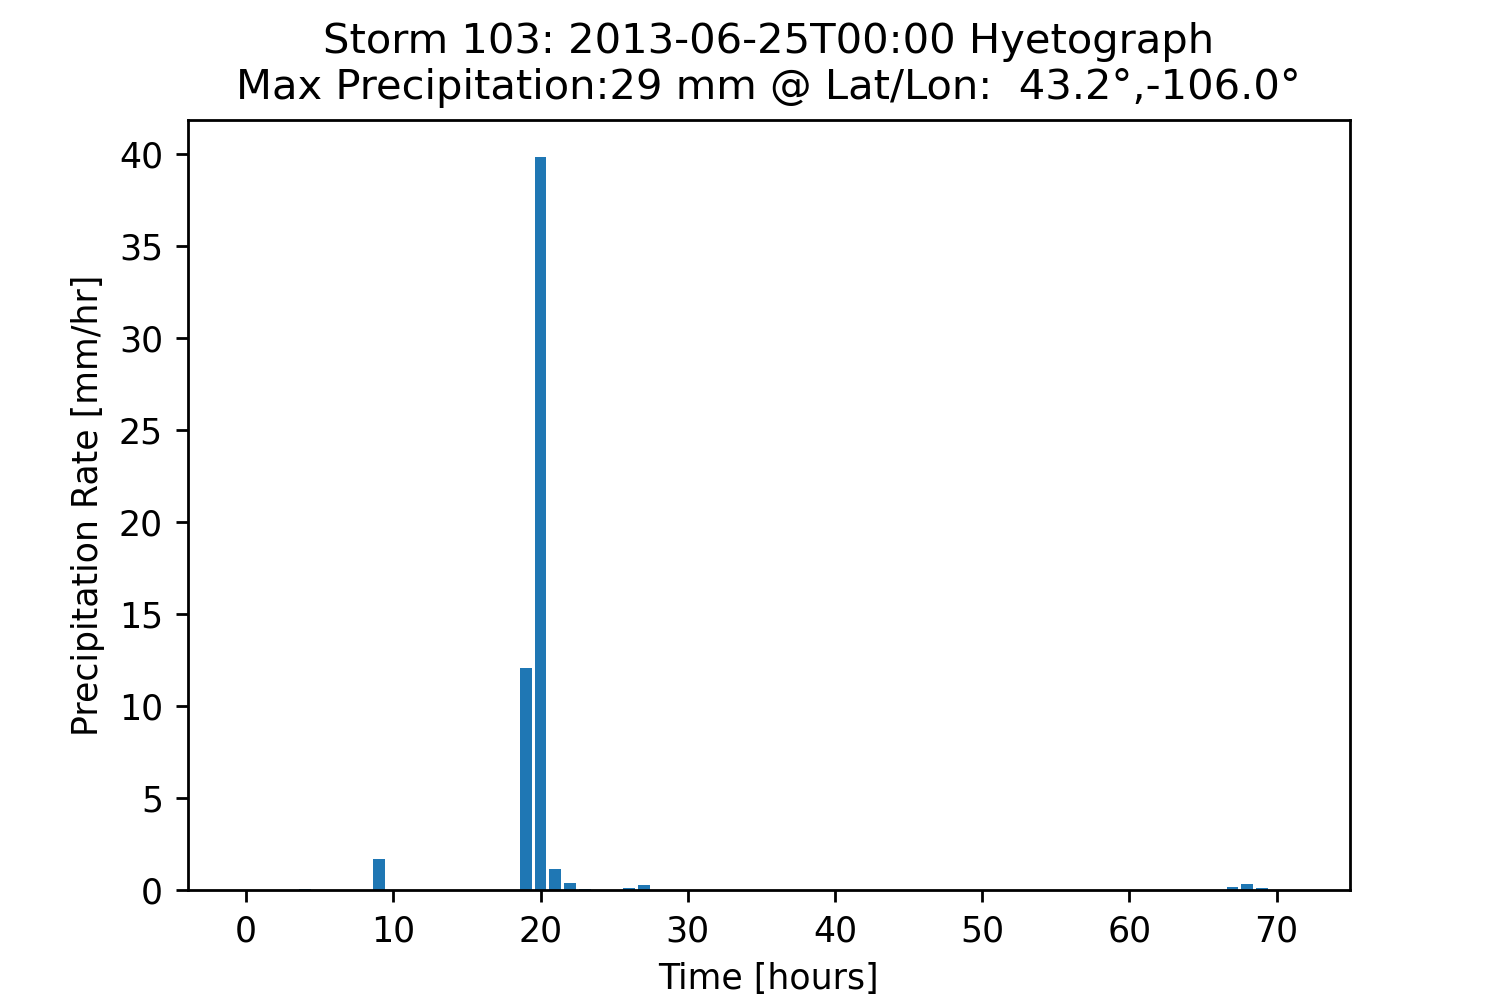 Storm 103: 2013-06-25T00:00 Hyetograph
Max Precipitation:29 mm @ Lat/Lon:  43.2°,-106.0°
40
35
30
25
20
15
10
5
0
Precipitation Rate [mm/hr]
0 10 20 30 40 50 60 70
Time [hours]